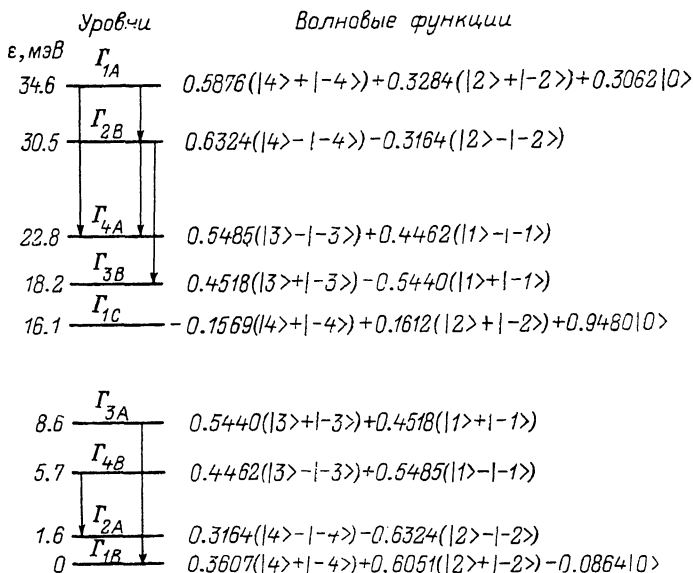 Уровни Волновые функции
ε, мэВ
Γ1A
34.6 0.5876(|4>+|-4>)+0.3284(|2>+|-2>)+0.3062|0>
Γ2B
30.5 0.6324(|4>-|-4>)-0.3164(|2>-|-2>)
Γ4A
22.8 0.5485(|3>-|-3>)+0.4462(|1>-|-1>)
Γ3B
18.2 0.4518(|3>+|-3>)-0.5440(|1>+|-1>)
Γ1C
16.1 -0.1569(|4>+|-4>)+0.1612(|2>+|-2>)+0.9480|0>
Γ3A
8.6 0.5440(|3>+|-3>)+0.4518(|1>+|-1>)
Γ4B
5.7 0.4462(|3>-|-3>)+0.5485(|1>-|-1>)
Γ2A
1.6 0.3164(|4>-|-4>)-0.6324(|2>-|-2>)
Γ1B
0 0.3607(|4>+|-4>)+0.6051(|2>+|-2>)-0.0864|0>